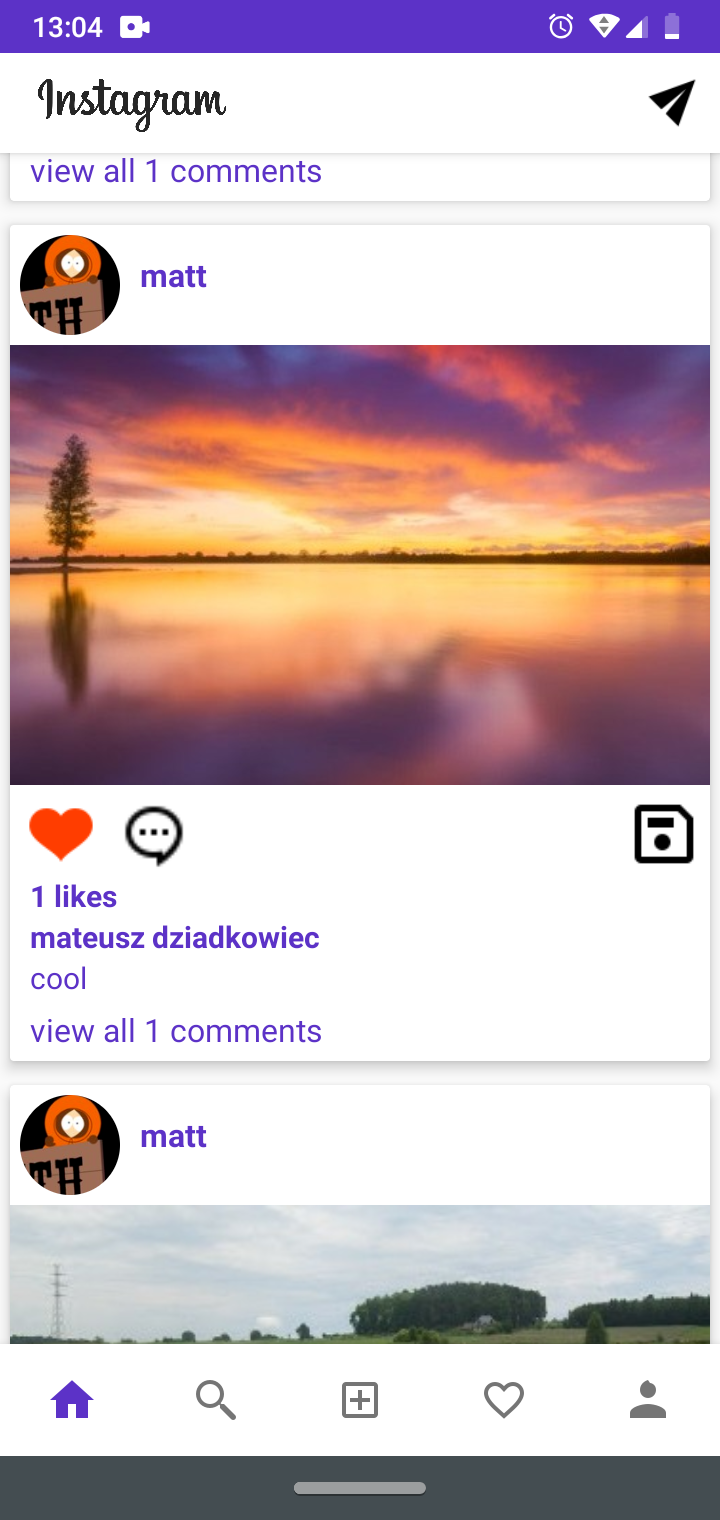 13:04
Instagram
view all 1 comments
matt
TH
1 likes
mateusz dziadkowiec
cool
view all 1 comments
matt
TH